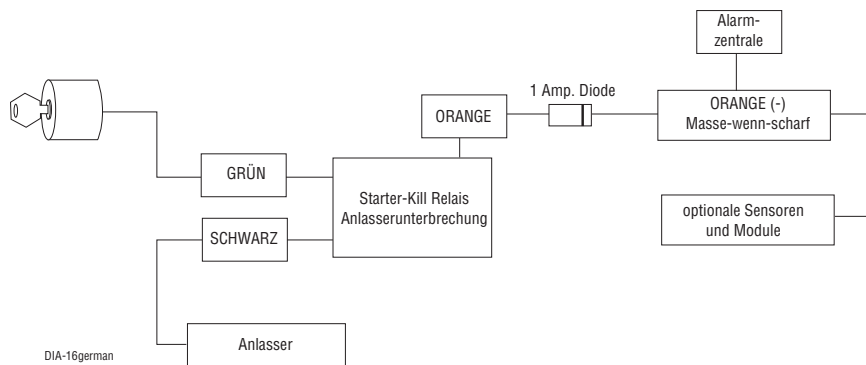 Alarm-
zentrale
1 Amp. Diode
ORANGE
ORANGE (-)
Masse-wenn-scharf
GRÜN
Starter-Kill Relais
Anlasserunterbrechung
optionale Sensoren
und Module
SCHWARZ
Anlasser
DIA-16german